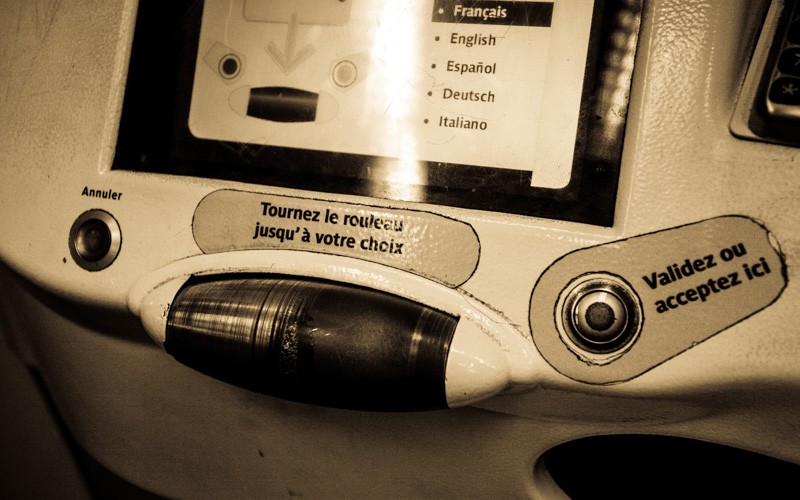 Français
English
Español
Deutsch
Italiano
Annuler
Tournez le rouleau
jusqu'à votre choix
Validez ou
acceptez ici
*